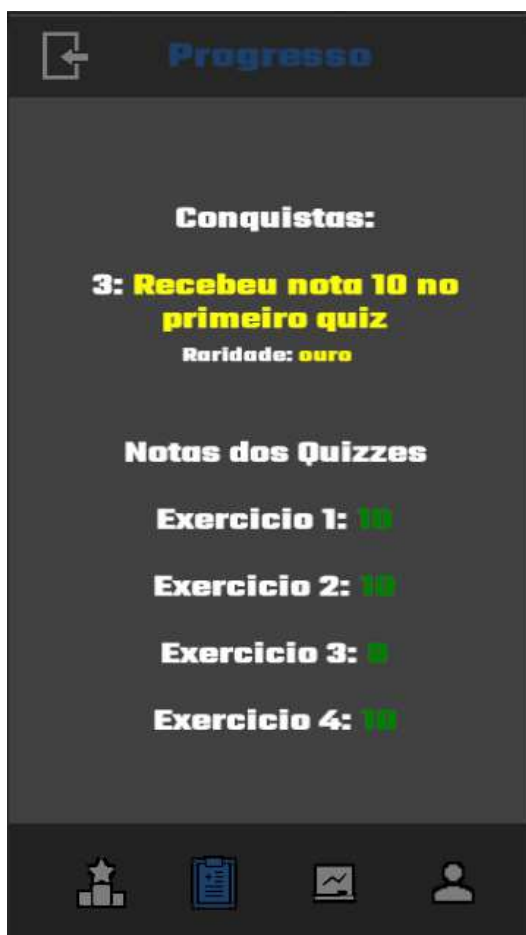 Progresso
Conquistas:
3: Recebeu nota 10 no
primeiro quiz
Raridade: ouro
Notas dos Quizzes
Exercicio 1: 10
Exercicio 2: 10
Exercicio 3:
Exercicio 4: 10